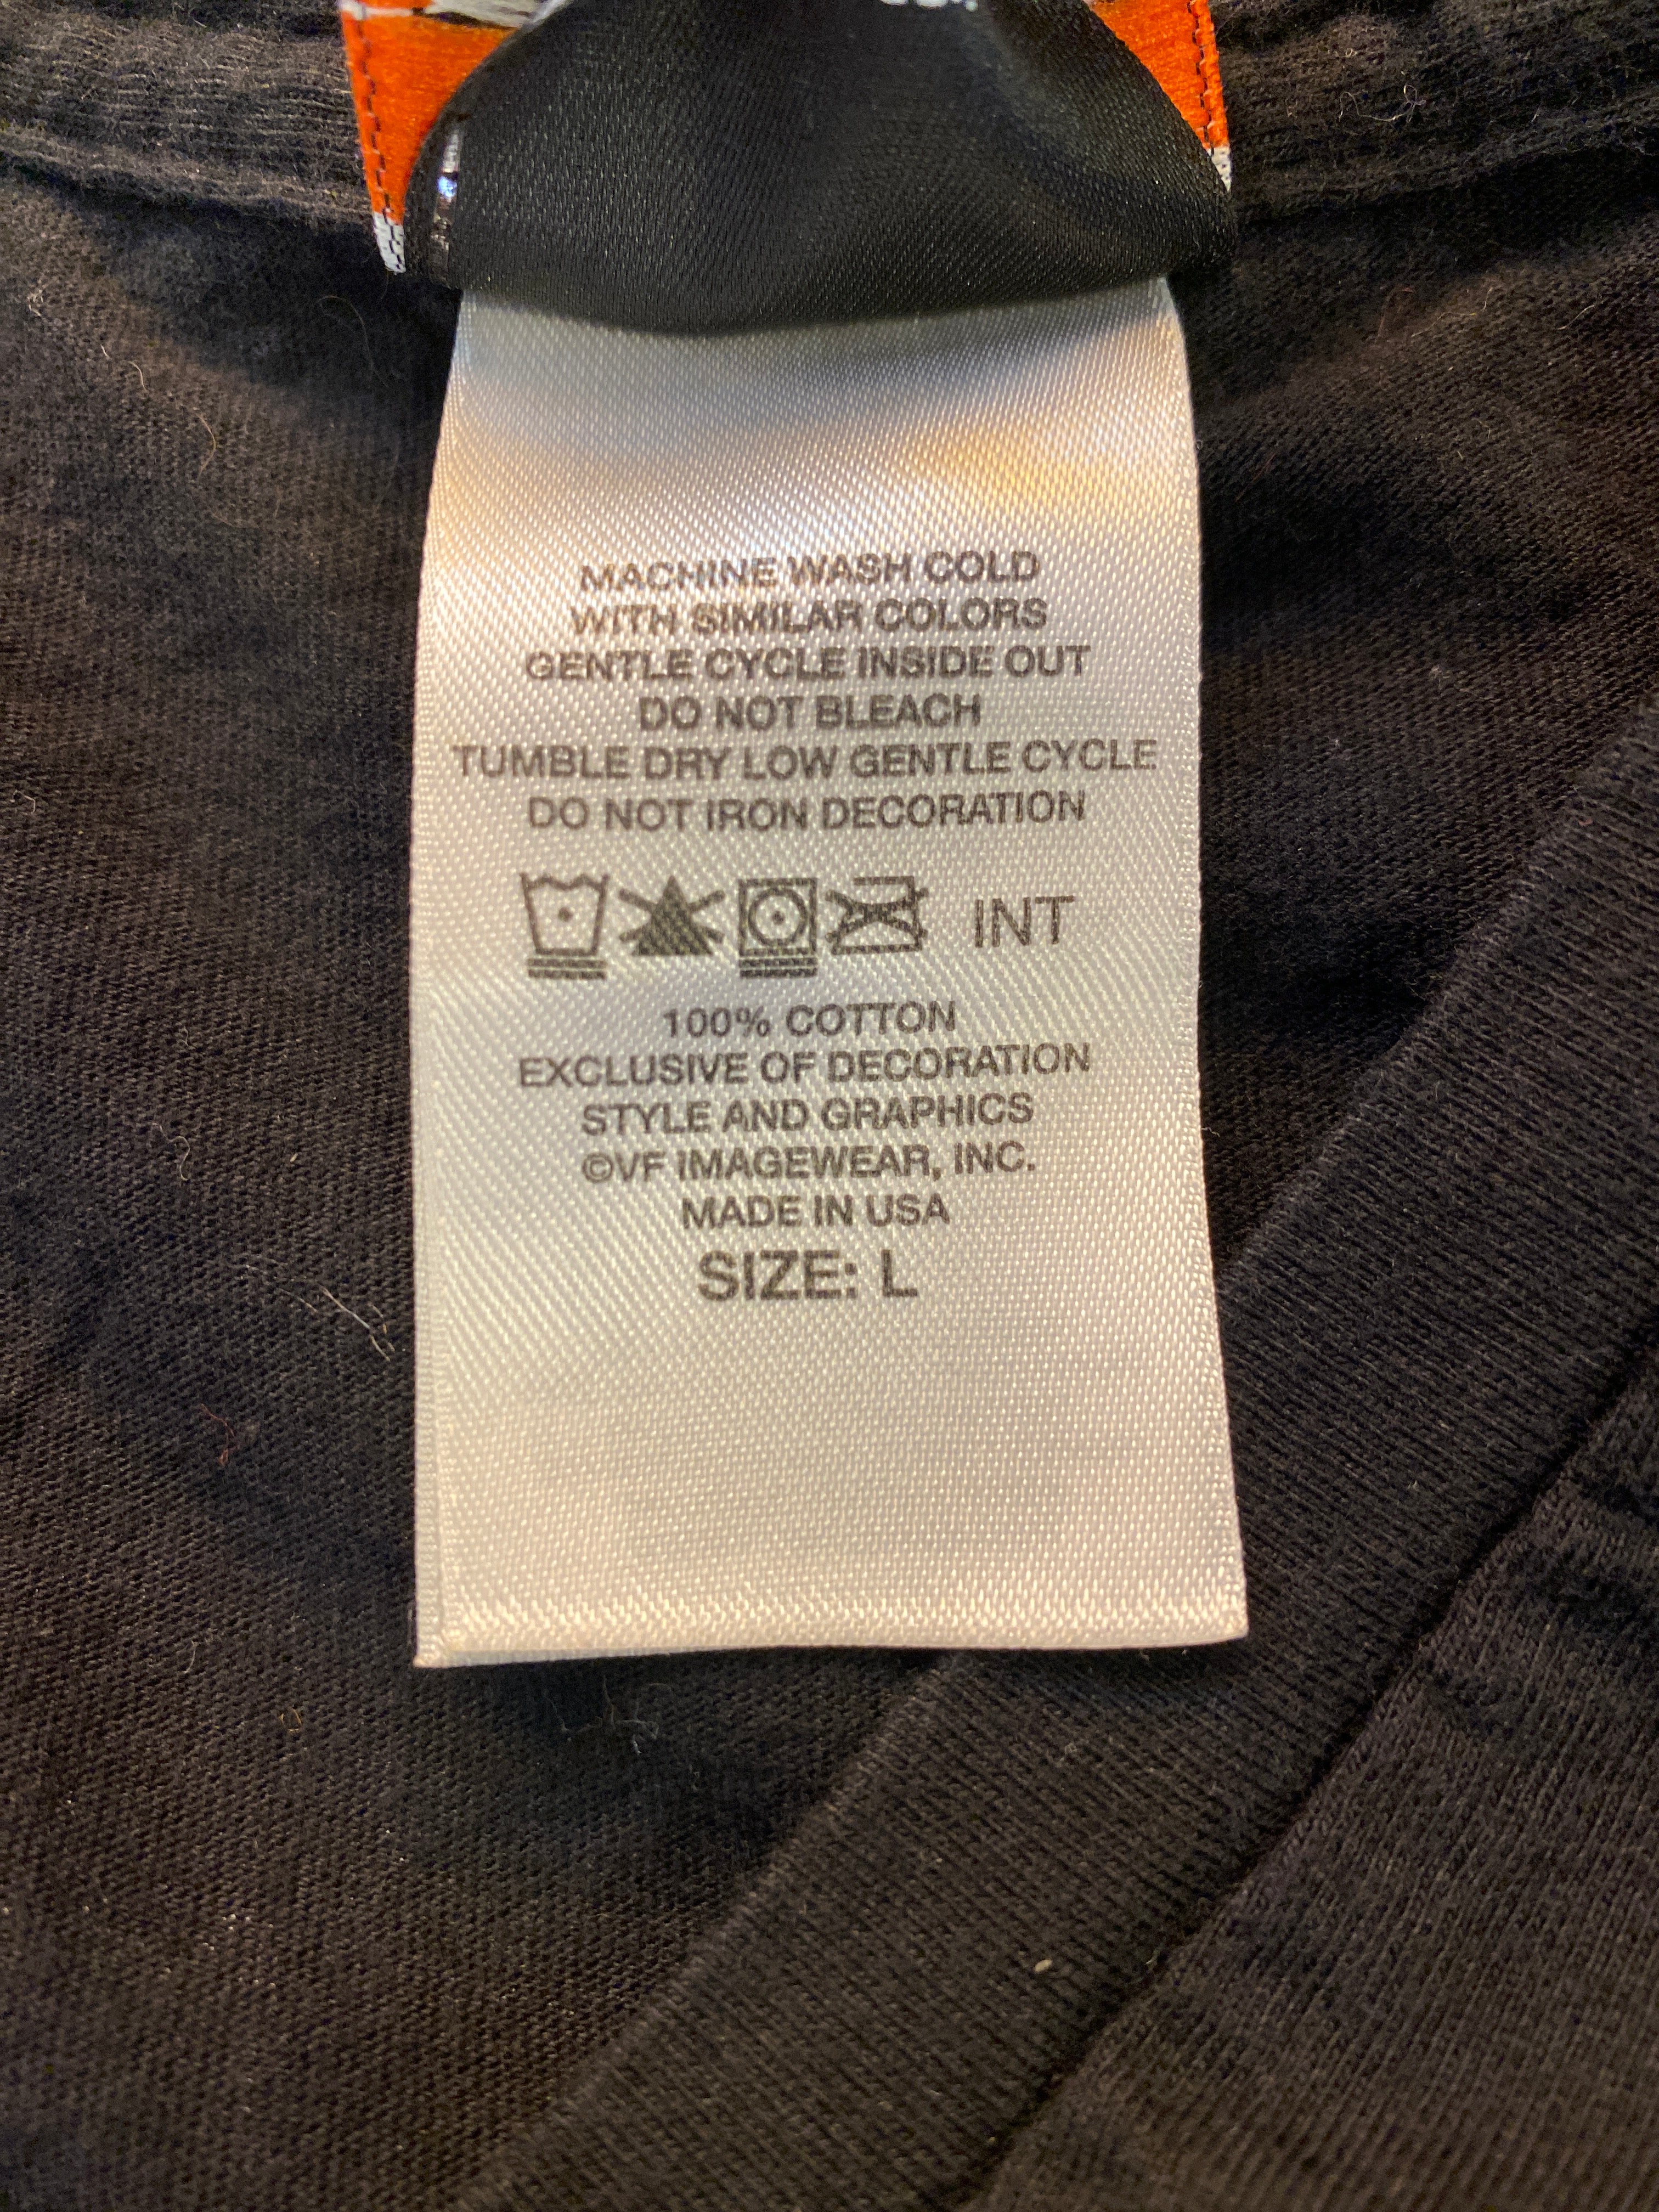 MACHINE WASH COLD
WITH SIMILAR COLORS
GENTLE CYCLE INSIDE OUT
DO NOT BLEACH
TUMBLE DRY LOW GENTLE CYCLE
DO NOT IRON DECORATION
INT
100% COTTON
EXCLUSIVE OF DECORATION
STYLE AND GRAPHICS
©VF IMAGEWEAR, INC.
MADE IN USA
SIZE: L